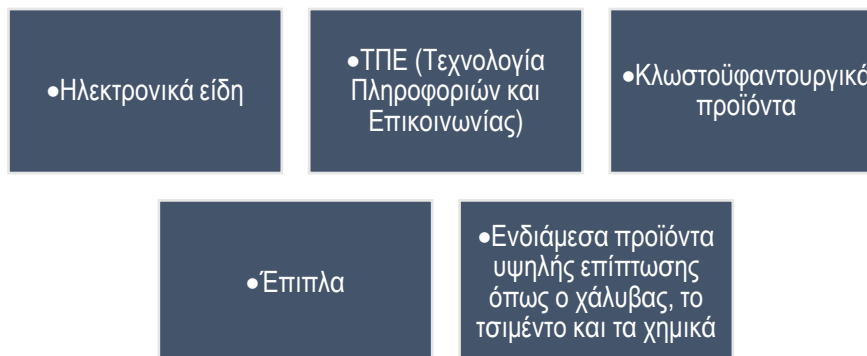 •Ηλεκτρονικά είδη
•ΤΠΕ (Τεχνολογία
Πληροφοριών και
Επικοινωνίας)
•Κλωστοϋφαντουργικά
προϊόντα
•Έπιπλα
•Ενδιάμεσα προϊόντα
υψηλής επίπτωσης
όπως ο χάλυβας, το
τσιμέντο και τα χημικά